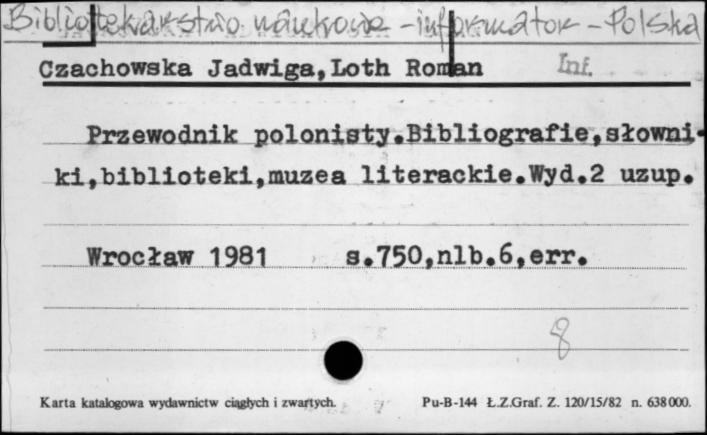 Bibliotekarstwo naukowe - informator - Polska
Czachowska Jadwiga, Loth Roman Inf.
Przewodnik polonisty.Bibliografie,słowni-
ki,biblioteki,muzea literackie.Wyd.2 uzup.
Wrocław 1981 s.750,nlb.6,err.
8
Karta katalogowa wydawnictw ciągłych i zwartych. Pu-B-144 Ł.Z.Graf. Z. 120/15/82 n. 638000.